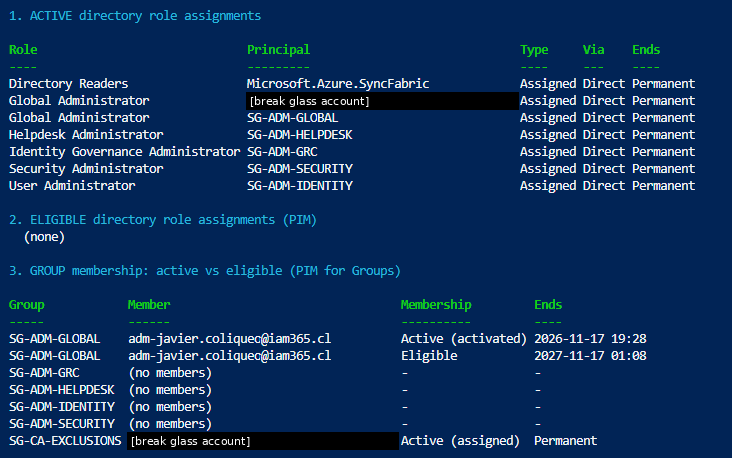 1. ACTIVE directory role assignments
Role Principal Type Via Ends
---- --------- ---- --- ----
Directory Readers Microsoft.Azure.SyncFabric Assigned Direct Permanent
Global Administrator [break glass account] Assigned Direct Permanent
Global Administrator SG-ADM-GLOBAL Assigned Direct Permanent
Helpdesk Administrator SG-ADM-HELPDESK Assigned Direct Permanent
Identity Governance Administrator SG-ADM-GRC Assigned Direct Permanent
Security Administrator SG-ADM-SECURITY Assigned Direct Permanent
User Administrator SG-ADM-IDENTITY Assigned Direct Permanent
2. ELIGIBLE directory role assignments (PIM)
(none)
3. GROUP membership: active vs eligible (PIM for Groups)
Group Member Membership Ends
----- ------ ---------- ----
SG-ADM-GLOBAL adm-javier.coliqueo@iam365.cl Active (activated) 2026-11-17 19:28
SG-ADM-GLOBAL adm-javier.coliqueo@iam365.cl Eligible 2027-11-17 01:08
SG-ADM-GRC (no members) - -
SG-ADM-HELPDESK (no members) - -
SG-ADM-IDENTITY (no members) - -
SG-ADM-SECURITY (no members) - -
SG-CA-EXCLUSIONS [break glass account] Active (assigned) Permanent